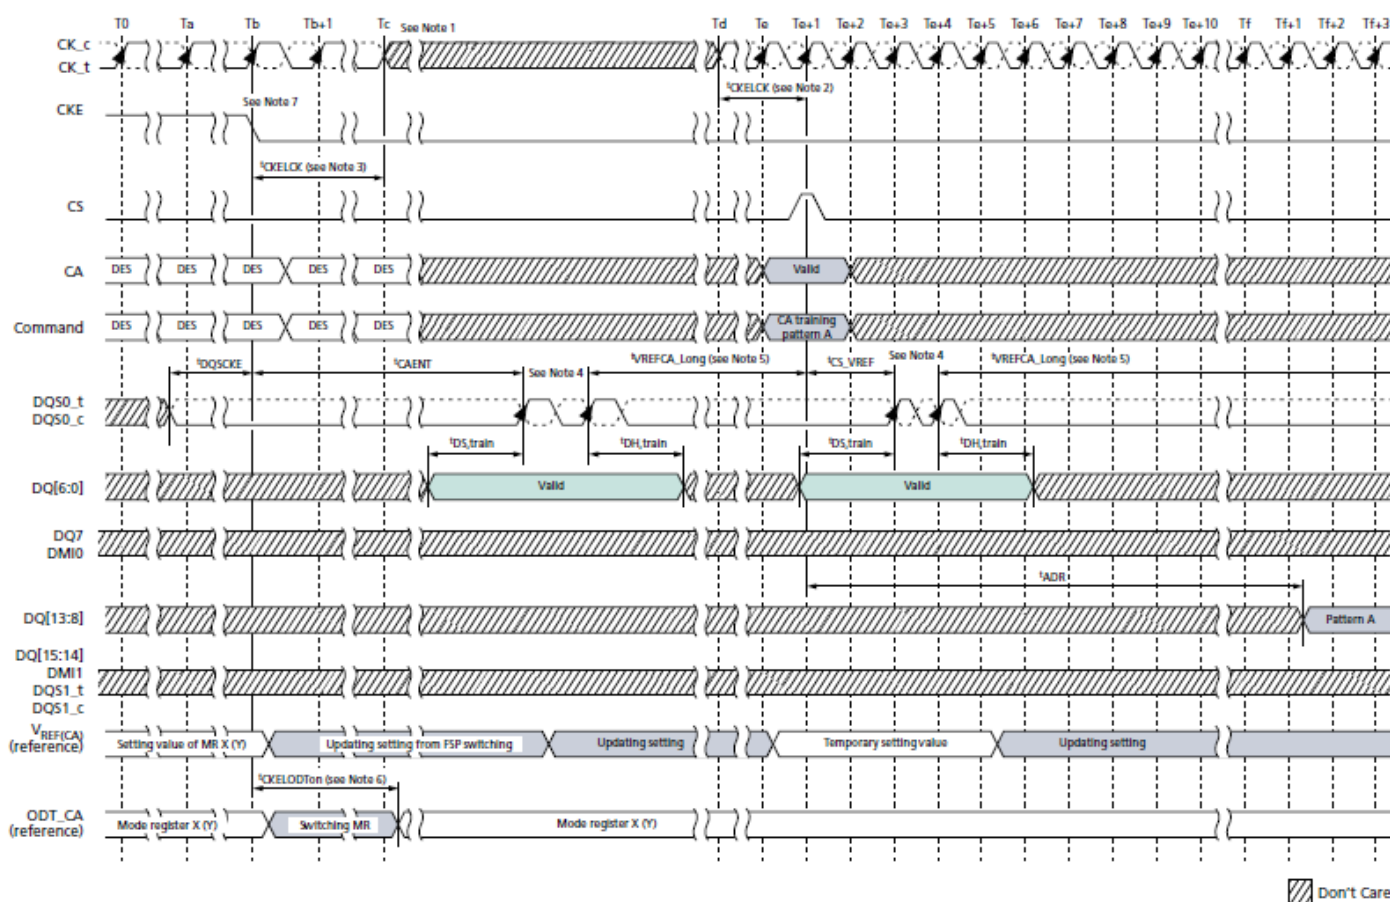 T0 Ta Tb Tb+1 Tc See Note 1 Td Te Te+1 Te+2 Te+3 Te+4 Te+5 Te+6 Te+7 Te+8 Te+9 Te+10 Tf Tf+1 Tf+2 Tf+3
CK_c
CK_t
tCKELCK (see Note 2)
See Note 7
CKE
tCKELCK (see Note 3)
CS
CA DES DES DES DES DES Valid
Command DES DES DES DES DES CA training
pattern A
tDQSCKE tCAENT See Note 4 tVREFCA_Long (see Note 5) tCS_VREF See Note 4 tVREFCA_Long (see Note 5)
DQS0_t
DQS0_c
tDS,train tDH,train tDS,train tDH,train
DQ[6:0] Valid Valid
DQ7
DMI0
tADR
DQ[13:8] Pattern A
DQ[15:14]
DMI1
DQS1_t
DQS1_c
VREF(CA)
(reference) Setting value of MR X (Y) Updating setting from FSP switching Updating setting Temporary setting value Updating setting
tCKELODTon (see Note 6)
ODT_CA
(reference) Mode register X (Y) Switching MR Mode register X (Y)
Don't Care